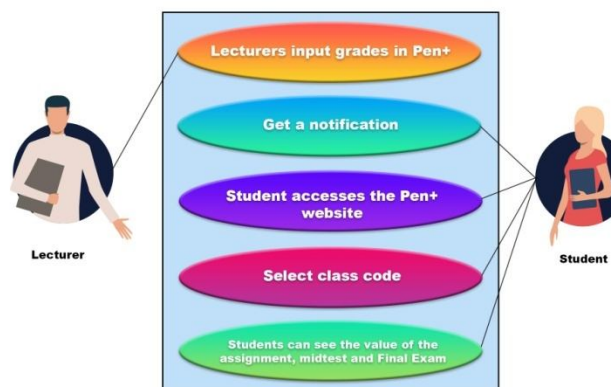 Lecturers input grades in Pen+
Get a notification
Student accesses the Pen+
website
Select class code
Students can see the value of the
assignment, midtest and Final Exam
Lecturer
Student